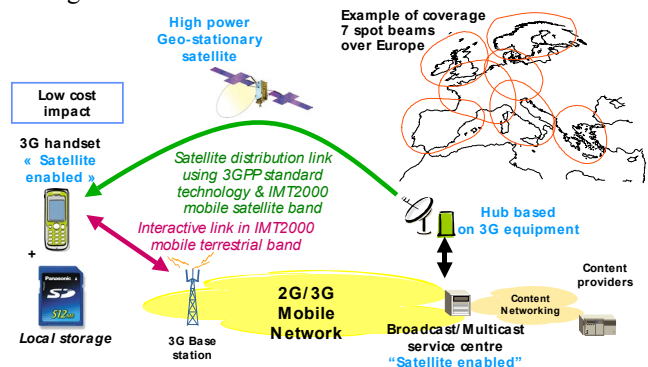 High power
Geo-stationary
satellite
Example of coverage
7 spot beams
over Europe
Low cost
impact
3G handset
« Satellite
enabled »
+
Panasonic
SD
512MB
Local storage
Satellite distribution link
using 3GPP standard
technology & IMT2000
mobile satellite band
Interactive link in IMT2000
mobile terrestrial band
3G Base
station
2G/3G
Mobile
Network
Hub based
on 3G equipment
Broadcast/Multicast
service centre
“Satellite enabled”
Content
Networking
Content
providers